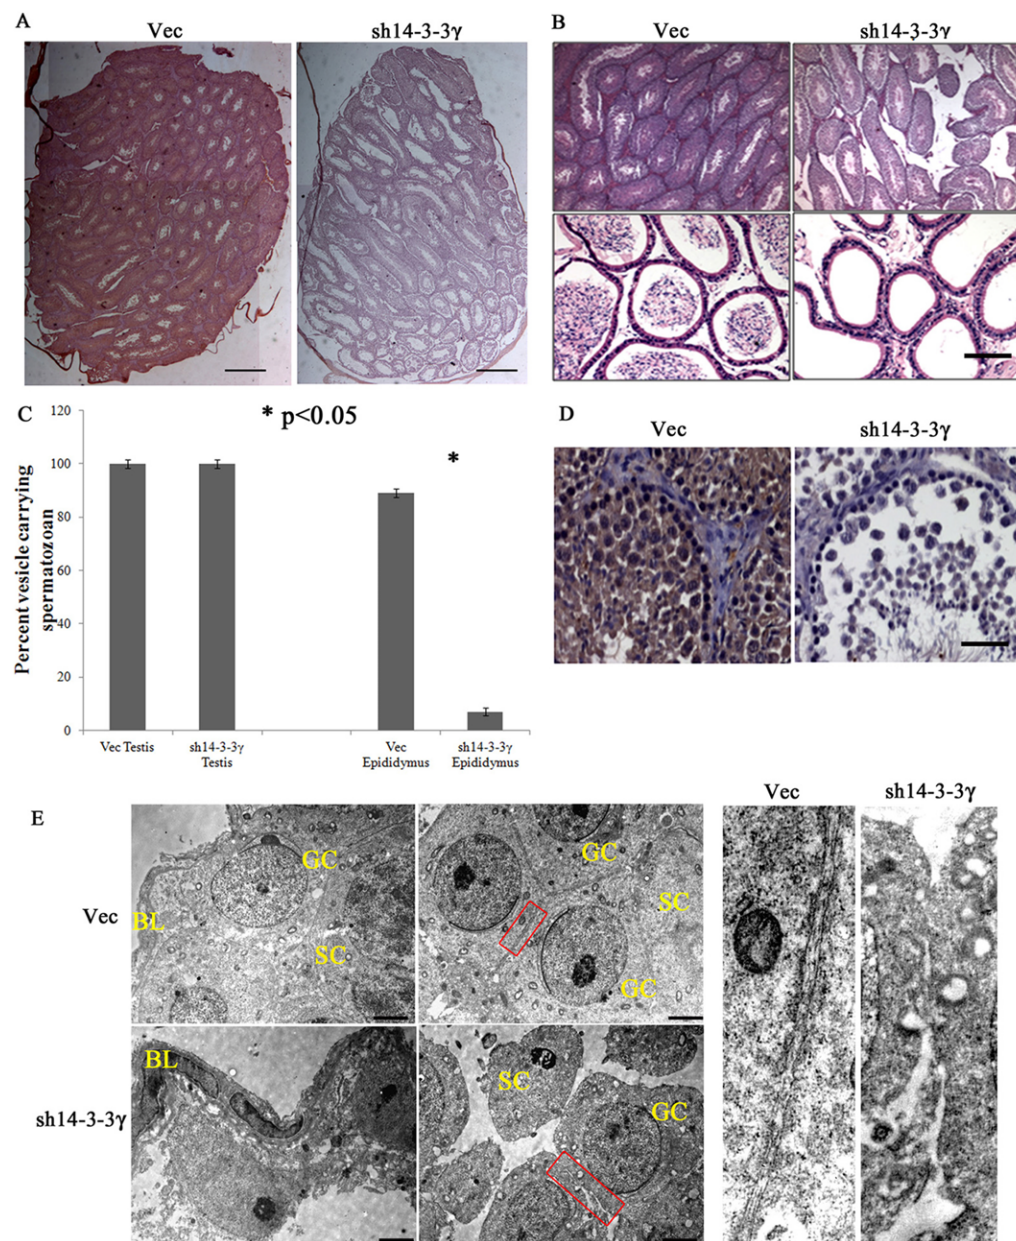 A
Vec
sh14-3-3γ
B
Vec
sh14-3-3γ
C
* p<0.05
*
Percent vesicle carrying
spermatozoan
120
100
80
60
40
20
0
Vec Testis
sh14-3-3γ
Testis
Vec
Epididymus
sh14-3-3γ
Epididymus
D
Vec
sh14-3-3γ
E
Vec
BL
GC
SC
GC
SC
GC
sh14-3-3γ
BL
SC
GC
Vec
sh14-3-3γ